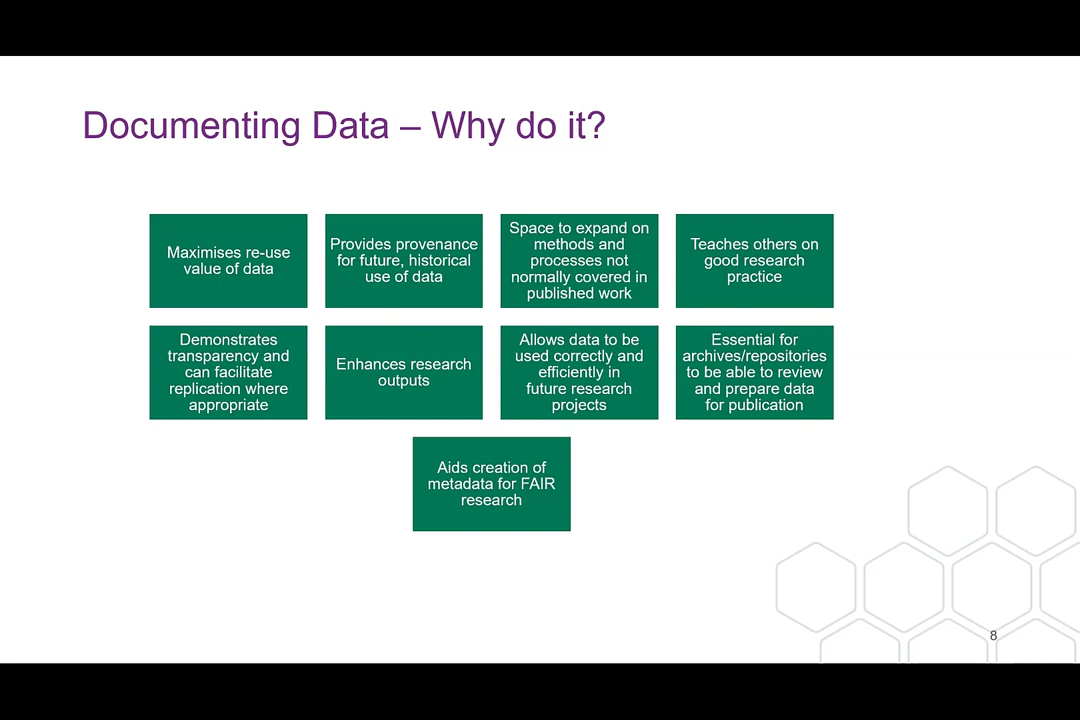 Documenting Data – Why do it?
Maximises re-use
value of data
Provides provenance
for future, historical
use of data
Space to expand on
methods and
processes not
normally covered in
published work
Teaches others on
good research
practice
Demonstrates
transparency and
can facilitate
replication where
appropriate
Enhances research
outputs
Allows data to be
used correctly and
efficiently in
future research
projects
Essential for
archives/repositories
to be able to review
and prepare data
for publication
Aids creation of
metadata for FAIR
research
8